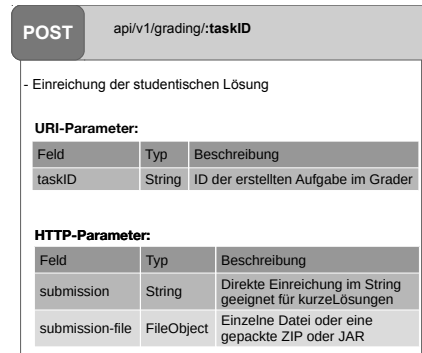 POST api/v1/grading/:taskID
- Einreichung der studentischen Lösung
URI-Parameter:
Feld Typ Beschreibung
taskID String ID der erstellten Aufgabe im Grader
HTTP-Parameter:
Feld Typ Beschreibung
submission String Direkte Einreichung im String
geeignet für kurzeLösungen
submission-file FileObject Einzelne Datei oder eine
gepackte ZIP oder JAR